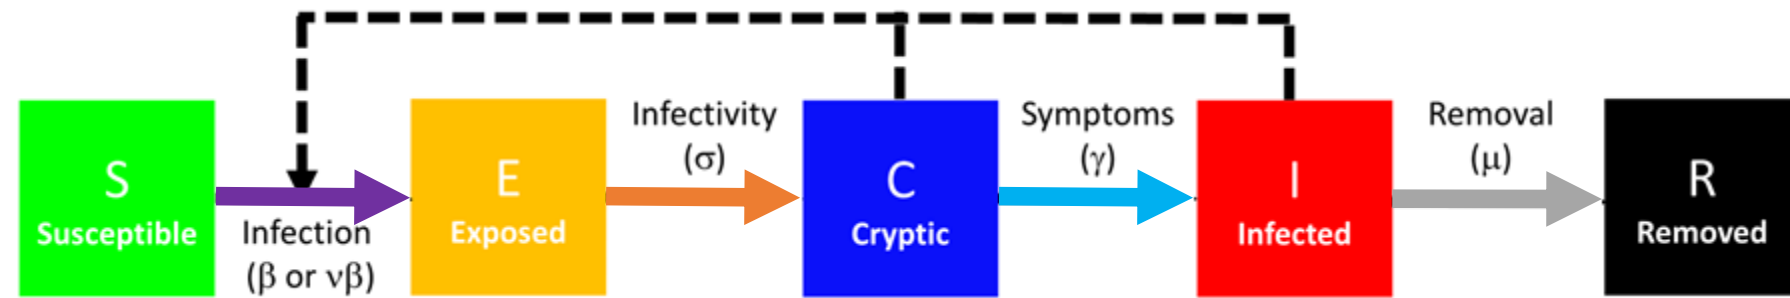 S
Susceptible
Infection
(β or νβ)
E
Exposed
Infectivity
(σ)
C
Cryptic
Symptoms
(γ)
I
Infected
Removal
(μ)
R
Removed